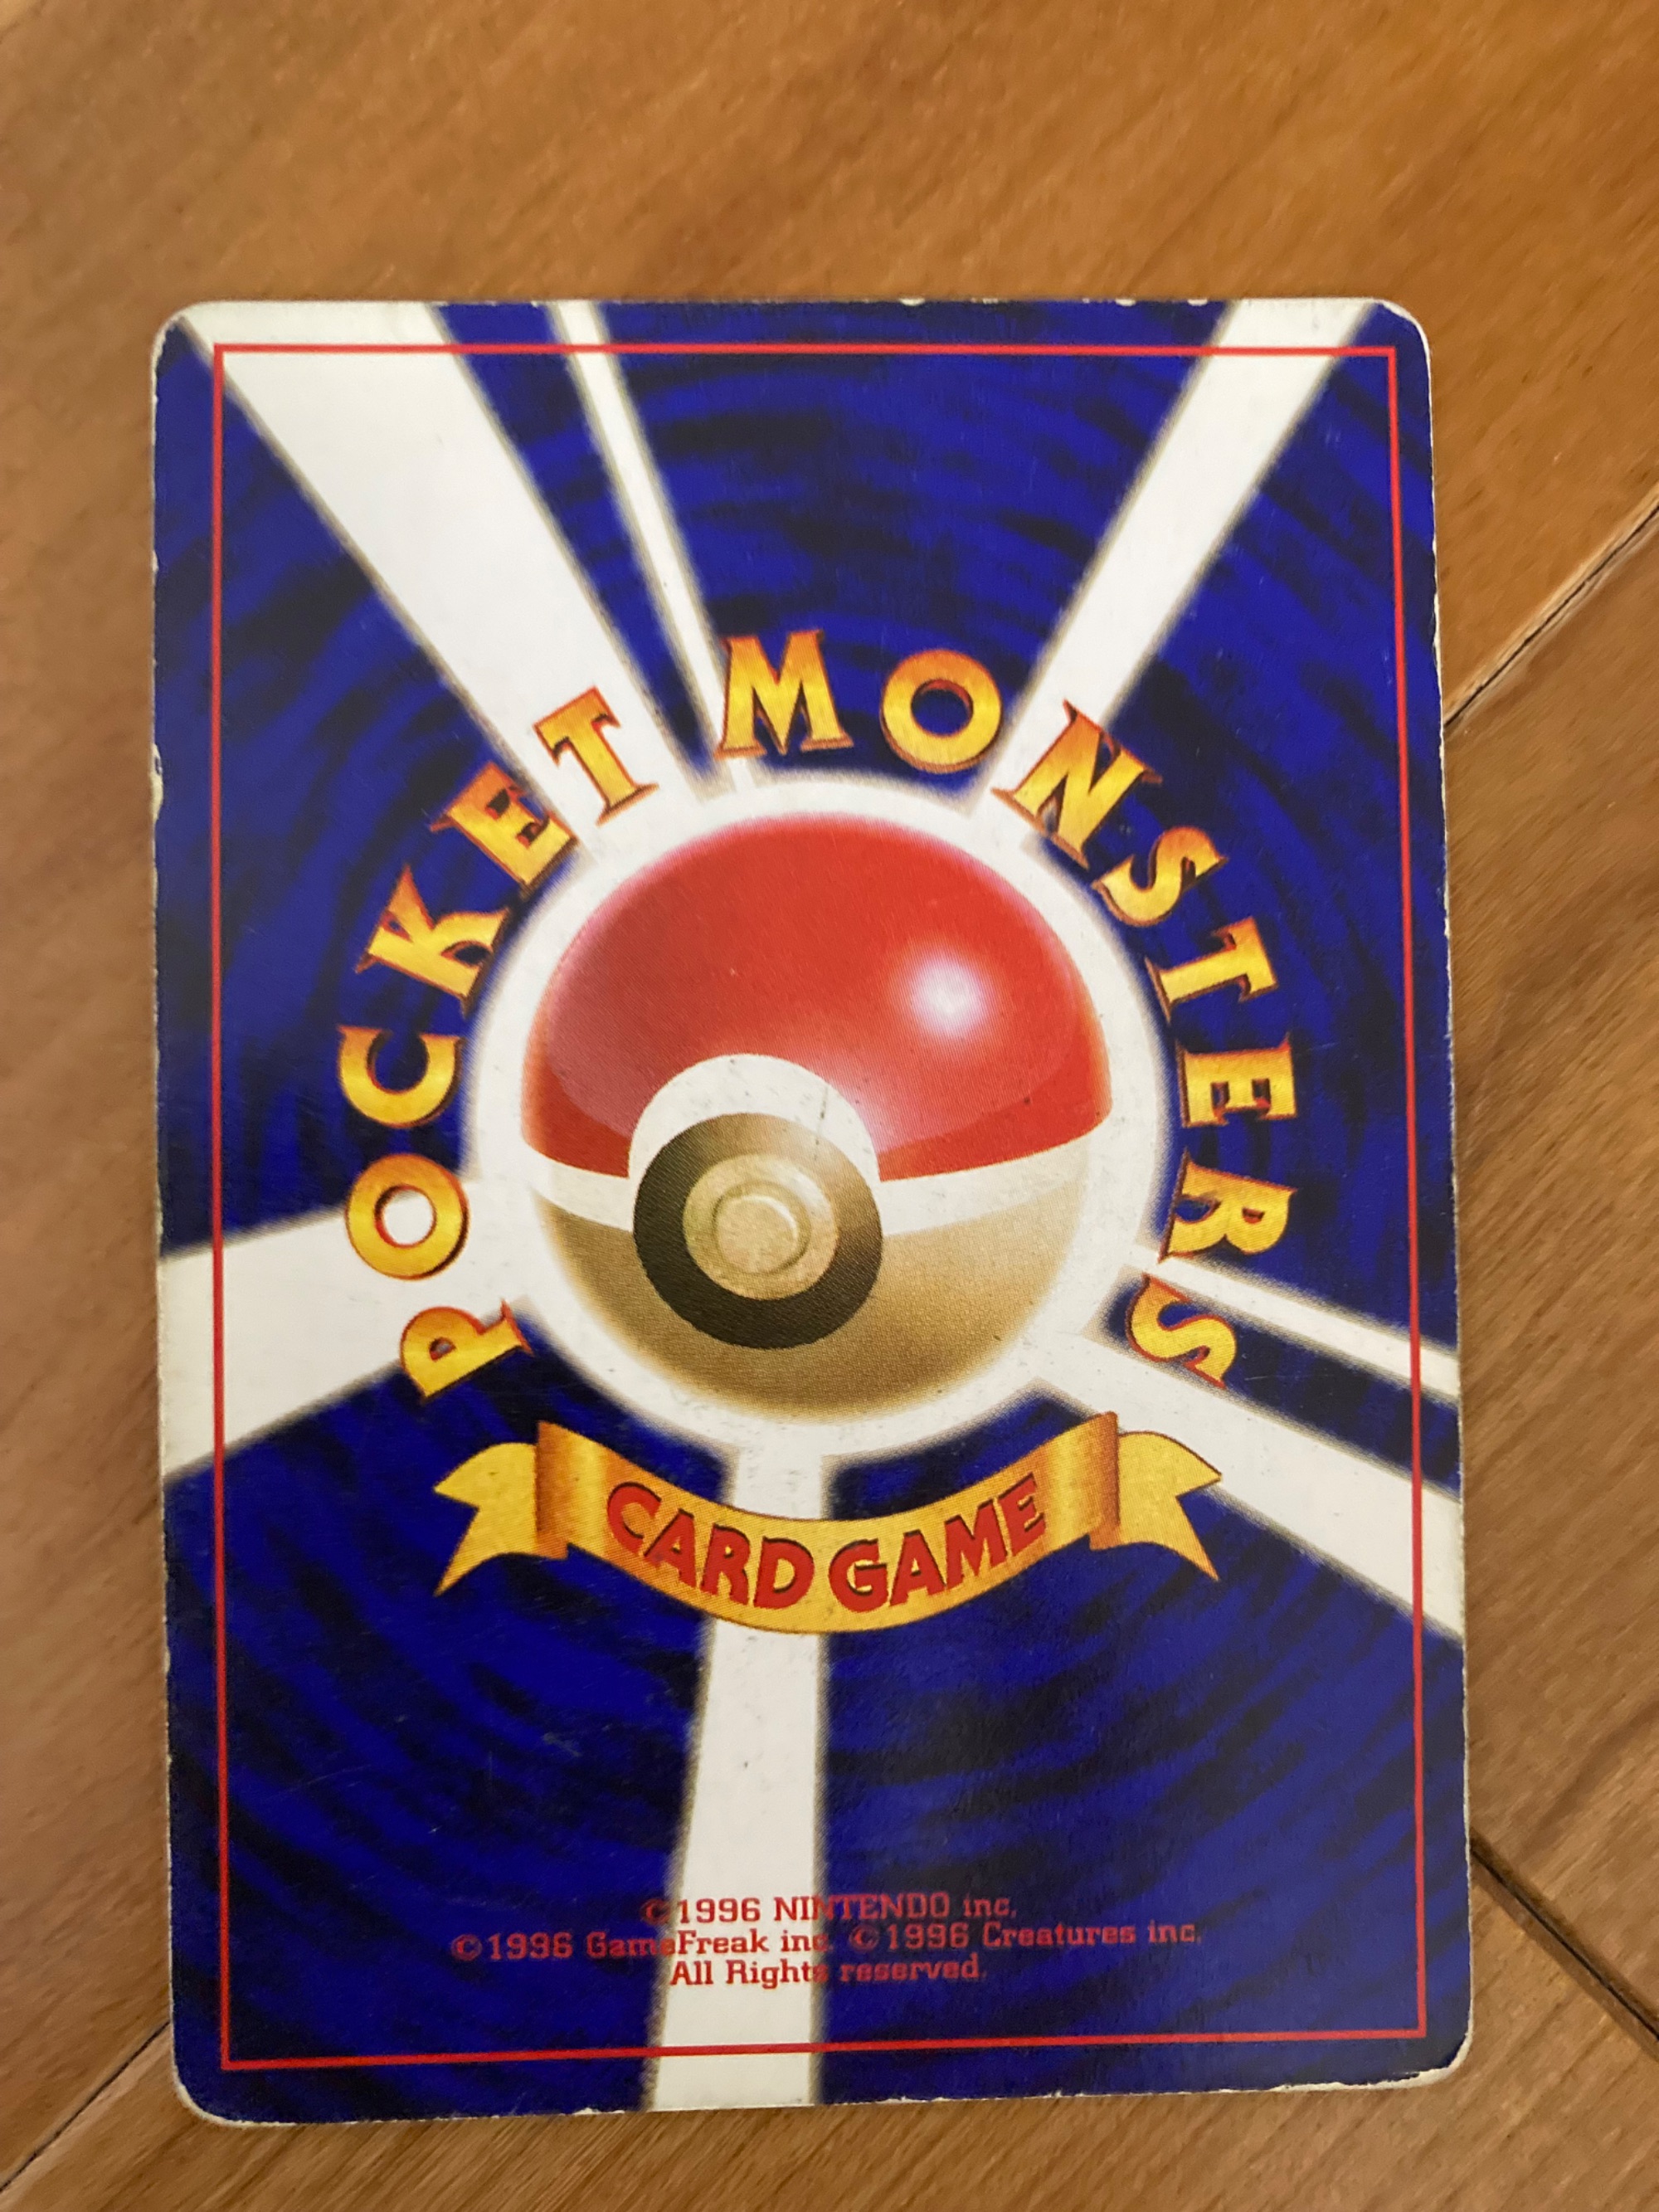 POCKET MONSTERS
CARD GAME
©1996 NINTENDO inc.
©1996 GameFreak inc. ©1996 Creatures inc.
All Rights reserved.